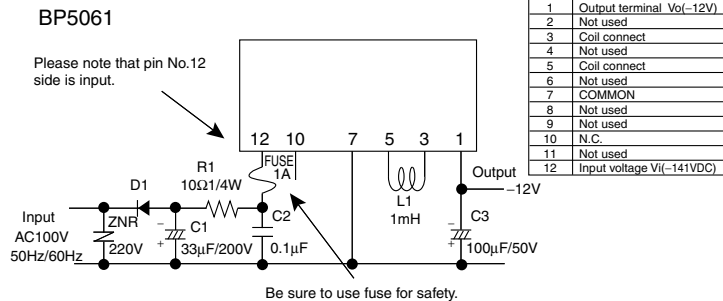 BP5061
Please note that pin No.12
side is input.
1 Output terminal Vo(−12V)
2 Not used
3 Coil connect
4 Not used
5 Coil connect
6 Not used
7 COMMON
8 Not used
9 Not used
10 N.C.
11 Not used
12 Input voltage Vi(−141VDC)
12 10 7 5 3 1
FUSE
1A
R1
10Ω1/4W
D1
L1
1mH
Output
−12V
Input
AC100V
50Hz/60Hz
ZNR
220V
−
+
C1
33μF/200V
C2
0.1μF
−
+
C3
100μF/50V
Be sure to use fuse for safety.